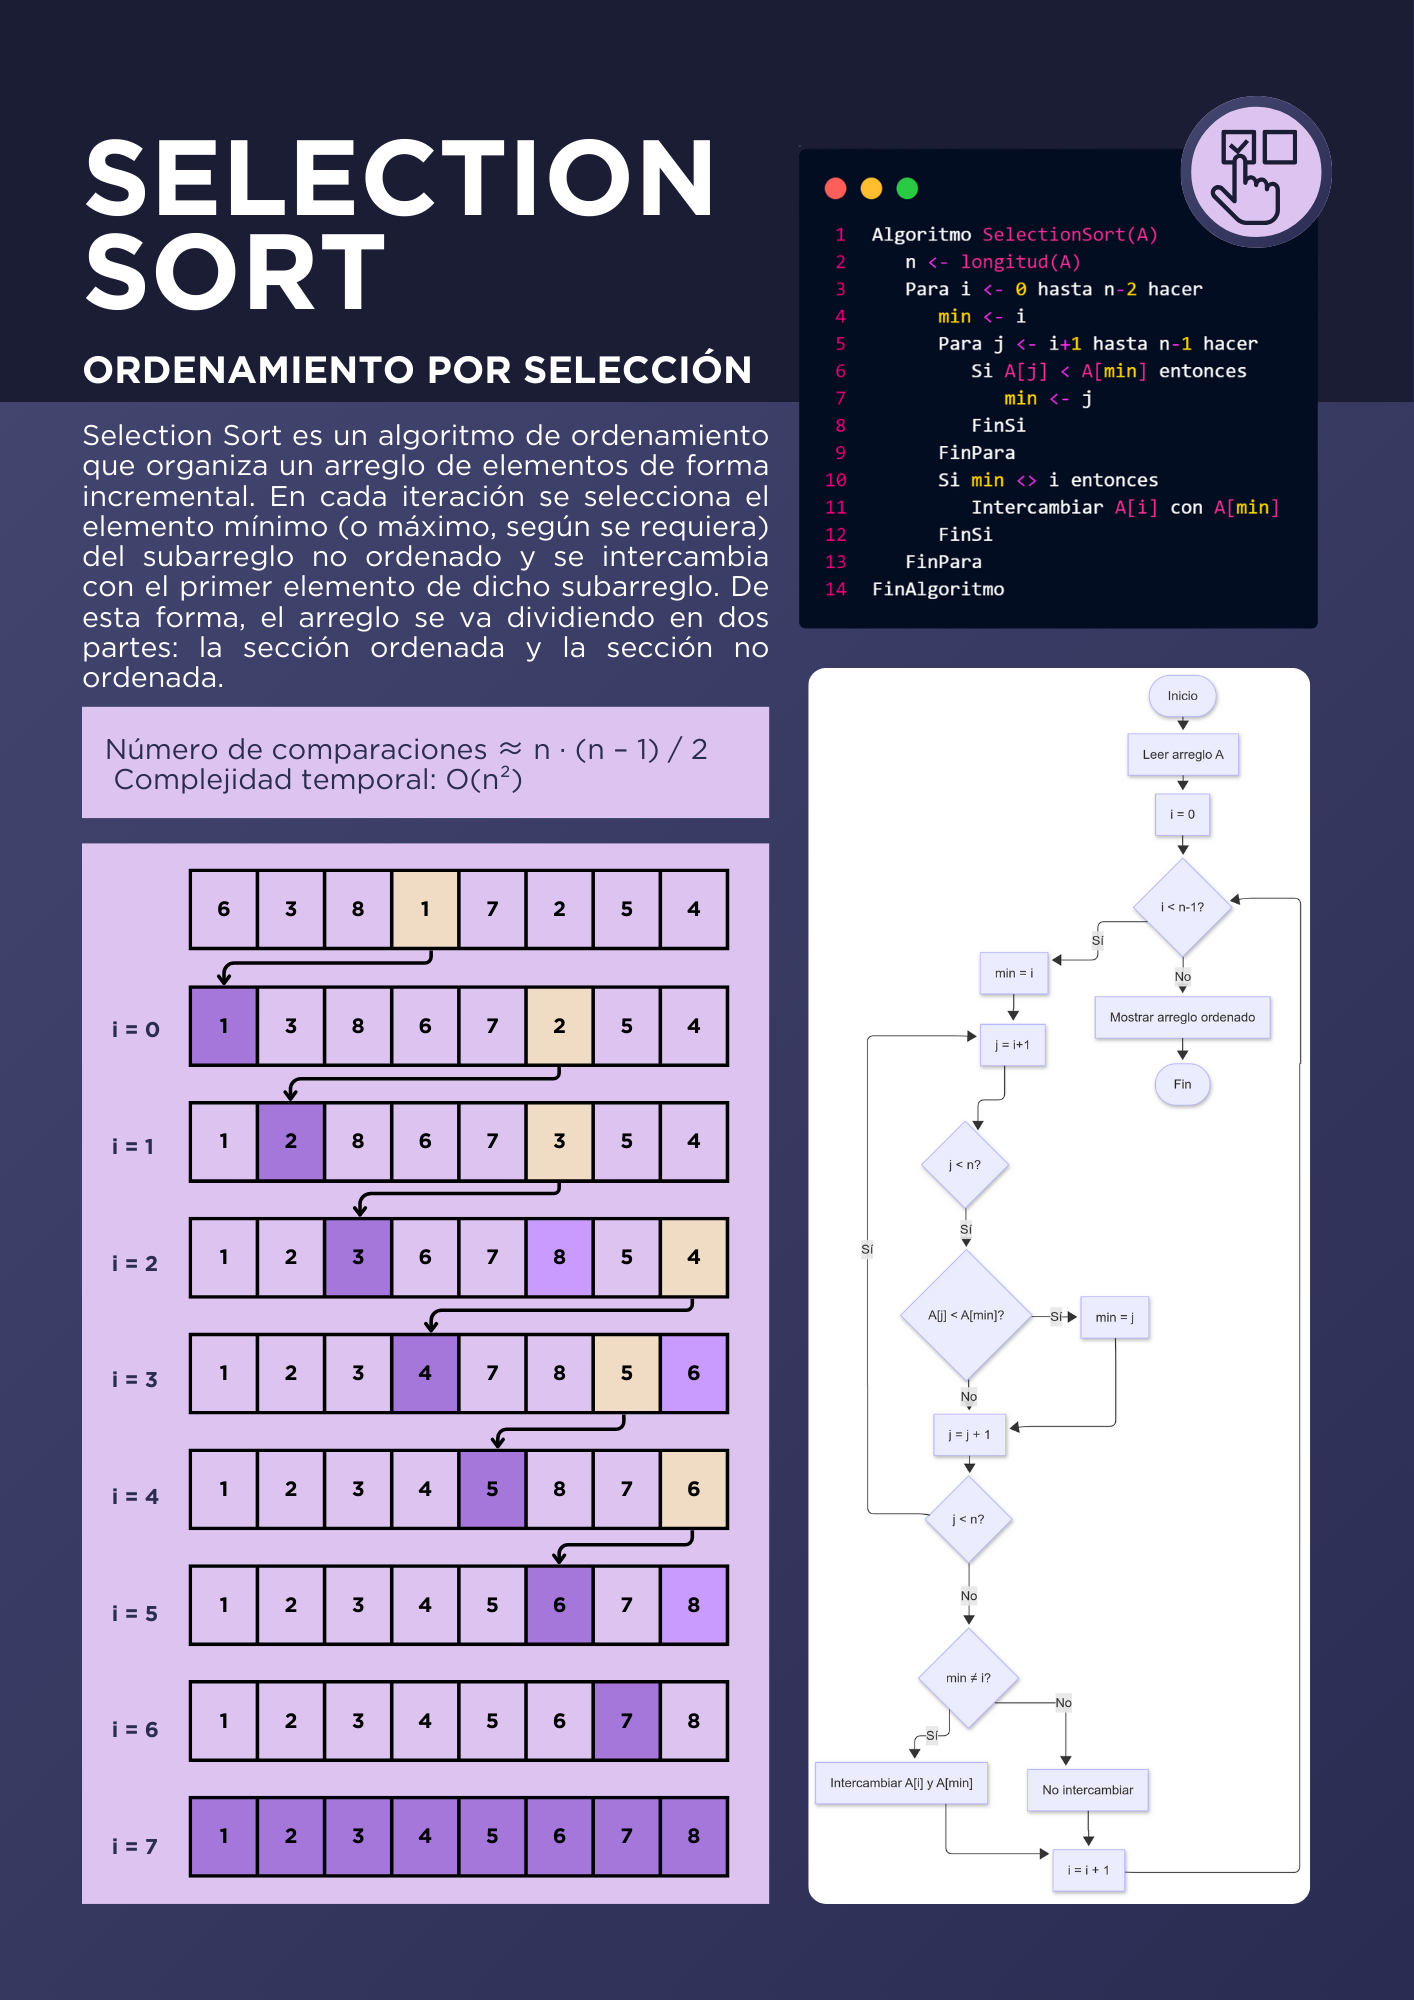 SELECTION
SORT
ORDENAMIENTO POR SELECCIÓN
Selection Sort es un algoritmo de ordenamiento
que organiza un arreglo de elementos de forma
incremental. En cada iteración se selecciona el
elemento mínimo (o máximo, según se requiera)
del subarreglo no ordenado y se intercambia
con el primer elemento de dicho subarreglo. De
esta forma, el arreglo se va dividiendo en dos
partes: la sección ordenada y la sección no
ordenada.
Número de comparaciones ≈ n · (n – 1) / 2
Complejidad temporal: O(n²)
6 3 8 1 7 2 5 4
i = 0 1 3 8 6 7 2 5 4
i = 1 1 2 8 6 7 3 5 4
i = 2 1 2 3 6 7 8 5 4
i = 3 1 2 3 4 7 8 5 6
i = 4 1 2 3 4 5 8 7 6
i = 5 1 2 3 4 5 6 7 8
i = 6 1 2 3 4 5 6 7 8
i = 7 1 2 3 4 5 6 7 8
1 Algoritmo SelectionSort(A)
2 n <- longitud(A)
3 Para i <- 0 hasta n-2 hacer
4 min <- i
5 Para j <- i+1 hasta n-1 hacer
6 Si A[j] < A[min] entonces
7 min <- j
8 FinSi
9 FinPara
10 Si min <> i entonces
11 Intercambiar A[i] con A[min]
12 FinSi
13 FinPara
14 FinAlgoritmo
Inicio
Leer arreglo A
i = 0
i < n-1?
Sí
No
min = i
Mostrar arreglo ordenado
j = i+1
Fin
j < n?
Sí
Sí
A[j] < A[min]?
Sí
min = j
No
j = j + 1
j < n?
No
min ≠ i?
No
Sí
Intercambiar A[i] y A[min]
No intercambiar
i = i + 1